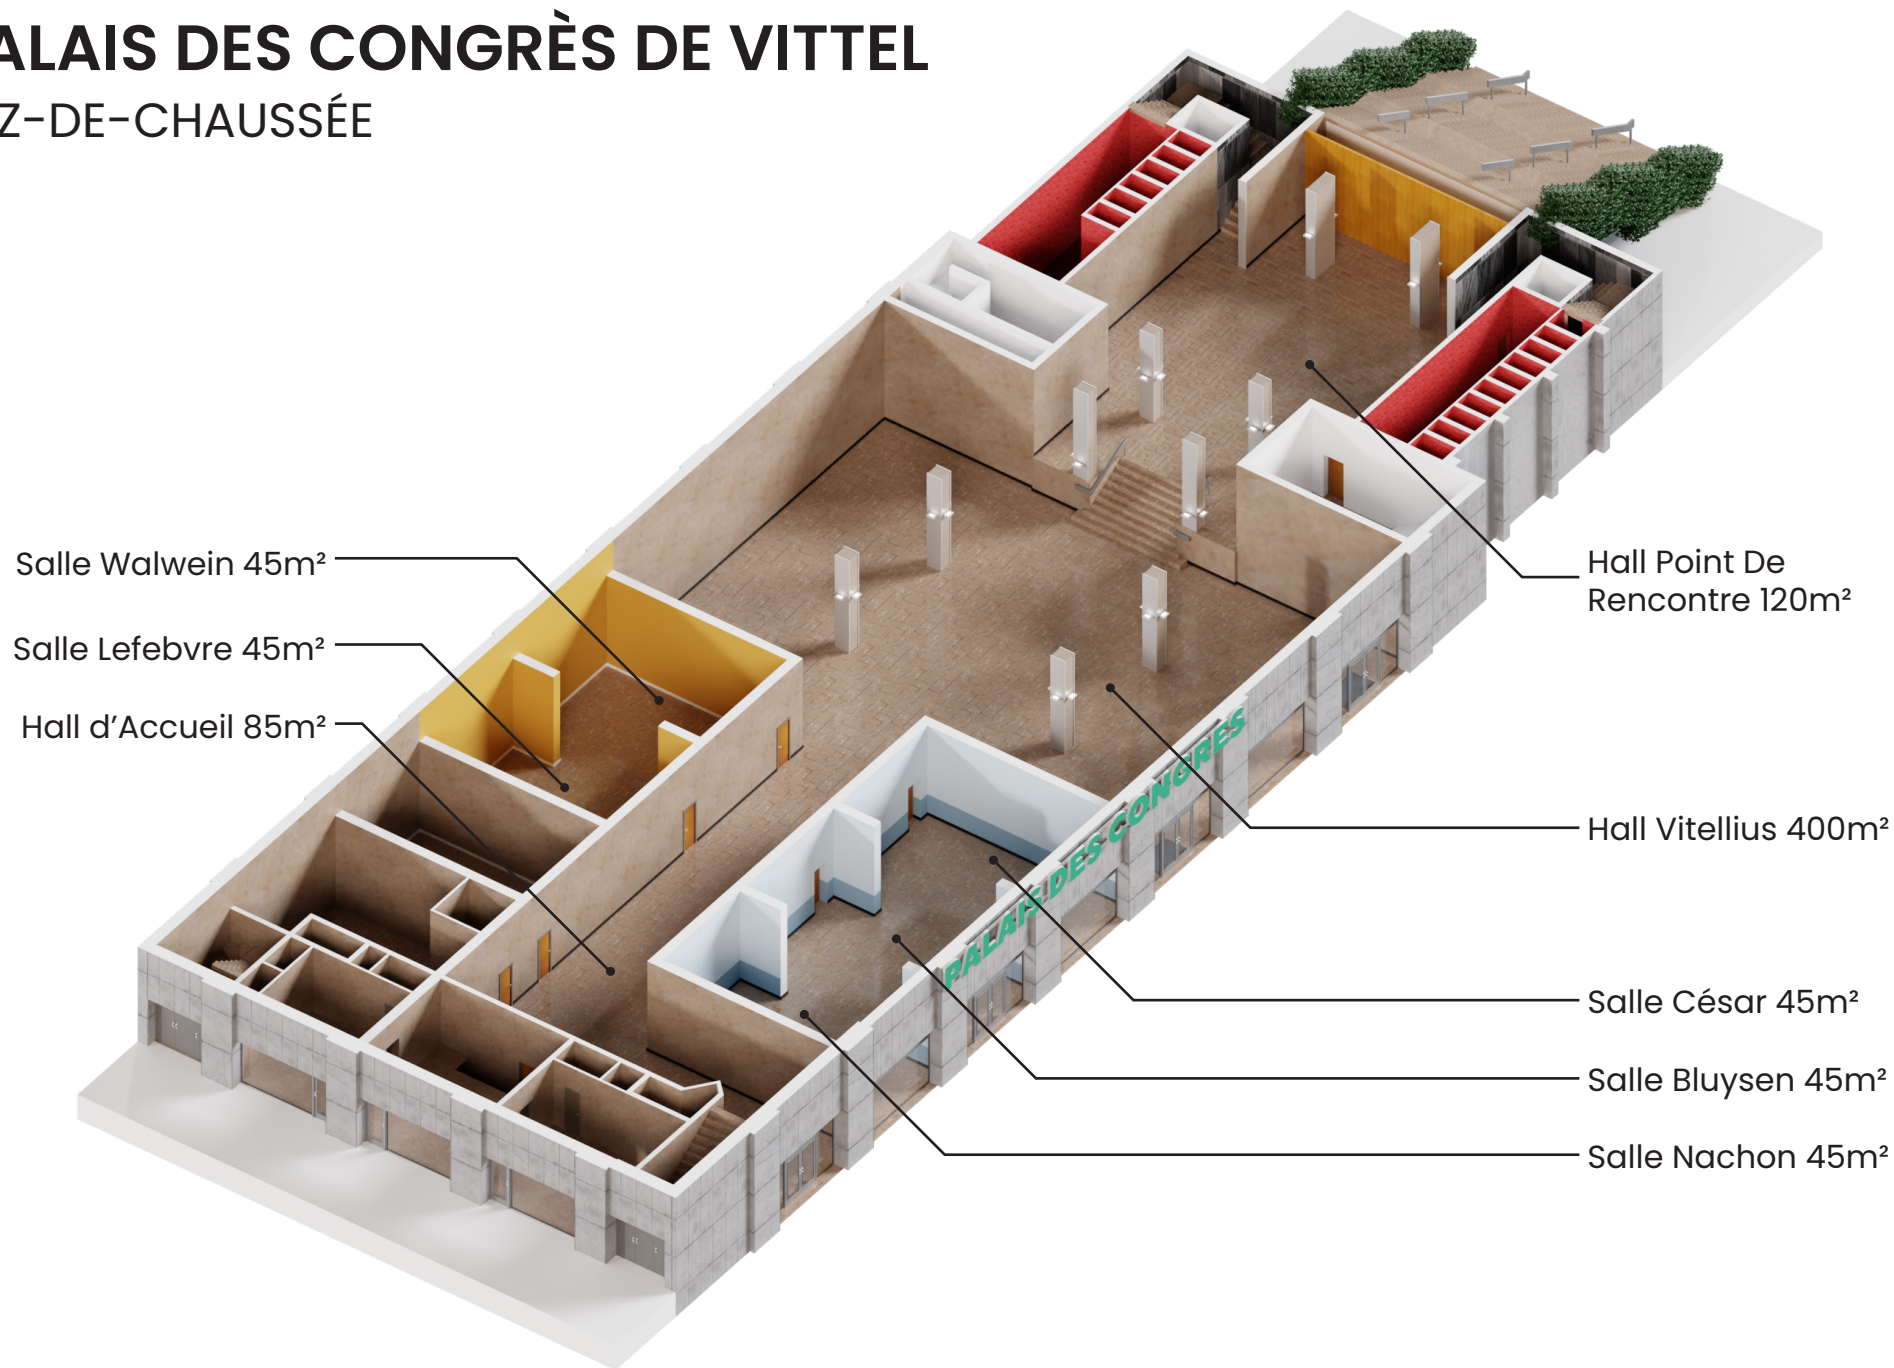 ALAIS DES CONGRÈS DE VITTEL
Z-DE-CHAUSSÉE
Salle Walwein 45m²
Salle Lefebvre 45m²
Hall d'Accueil 85m²
Hall Point De
Rencontre 120m²
Hall Vitellius 400m²
Salle César 45m²
Salle Bluysen 45m²
Salle Nachon 45m²
PALAIS DES CONGRES